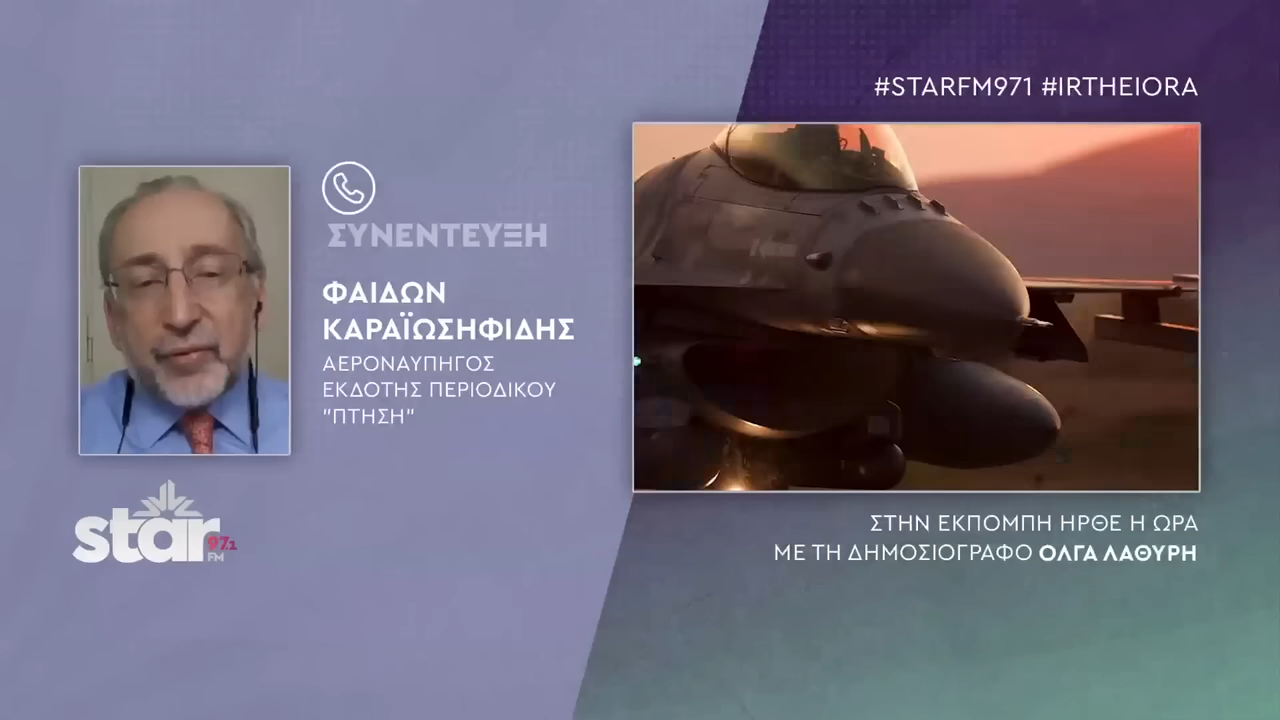 #STARFM971 #IRTHEIORA
ΣΥΝΕΝΤΕΥΞΗ
ΦΑΙΔΩΝ
ΚΑΡΑΪΩΣΗΦΙΔΗΣ
ΑΕΡΟΝΑΥΠΗΓΟΣ
ΕΚΔΟΤΗΣ ΠΕΡΙΟΔΙΚΟΥ
"ΠΤΗΣΗ"
star
97.1
FM
ΣΤΗΝ ΕΚΠΟΜΠΗ ΗΡΘΕ Η ΩΡΑ
ΜΕ ΤΗ ΔΗΜΟΣΙΟΓΡΑΦΟ ΟΛΓΑ ΛΑΘΥΡΗ